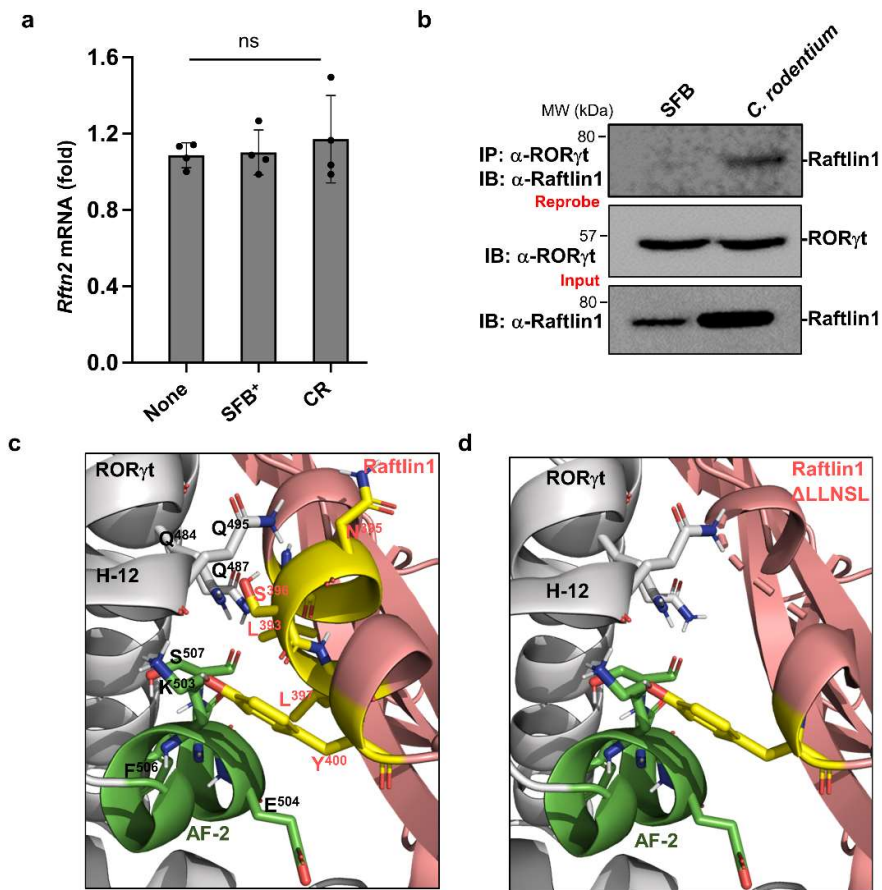 a
ns
Rftn2 mRNA (fold)
1.6
1.2
0.8
0.4
0.0
None
SFB⁺
CR
b
SFB
C. rodentium
MW (kDa)
80
IP: α-RORγt
IB: α-Raftlin1
-Raftlin1
Reprobe
57
IB: α-RORγt
-RORγt
Input
80
IB: α-Raftlin1
-Raftlin1
c
RORγt
Raftlin1
Q⁴⁹⁵
N³⁹⁵
Q⁴⁸⁴
H-12
Q⁴⁸⁷
S³⁹⁶
L³⁹³
S⁵⁰⁷
K⁵⁰³
L³⁹⁷
Y⁴⁰⁰
F⁵⁰⁶
E⁵⁰⁴
AF-2
d
RORγt
Raftlin1
ΔLLNSL
H-12
AF-2